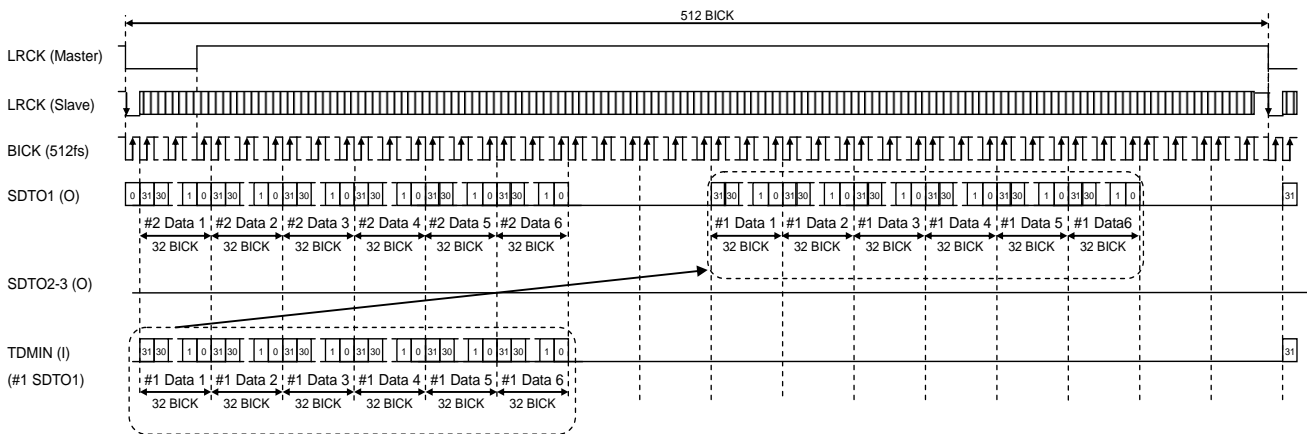 512 BICK
LRCK (Master)
LRCK (Slave)
BICK (512fs)
SDTO1 (O)
0 31 30 1 0 31 30 1 0 31 30 1 0 31 30 1 0 31 30 1 0 31 30 1 0 31 30 1 0 31 30 1 0 31 30 1 0 31 30 1 0 31 30 1 0 31 30 1 0 31
#2 Data 1 #2 Data 2 #2 Data 3 #2 Data 4 #2 Data 5 #2 Data 6 #1 Data 1 #1 Data 2 #1 Data 3 #1 Data 4 #1 Data 5 #1 Data6
32 BICK 32 BICK 32 BICK 32 BICK 32 BICK 32 BICK 32 BICK 32 BICK 32 BICK 32 BICK 32 BICK 32 BICK
SDTO2-3 (O)
TDMIN (I)
31 30 1 0 31 30 1 0 31 30 1 0 31 30 1 0 31 30 1 0 31 30 1 0 31
(#1 SDTO1)
#1 Data 1 #1 Data 2 #1 Data 3 #1 Data 4 #1 Data 5 #1 Data 6
32 BICK 32 BICK 32 BICK 32 BICK 32 BICK 32 BICK